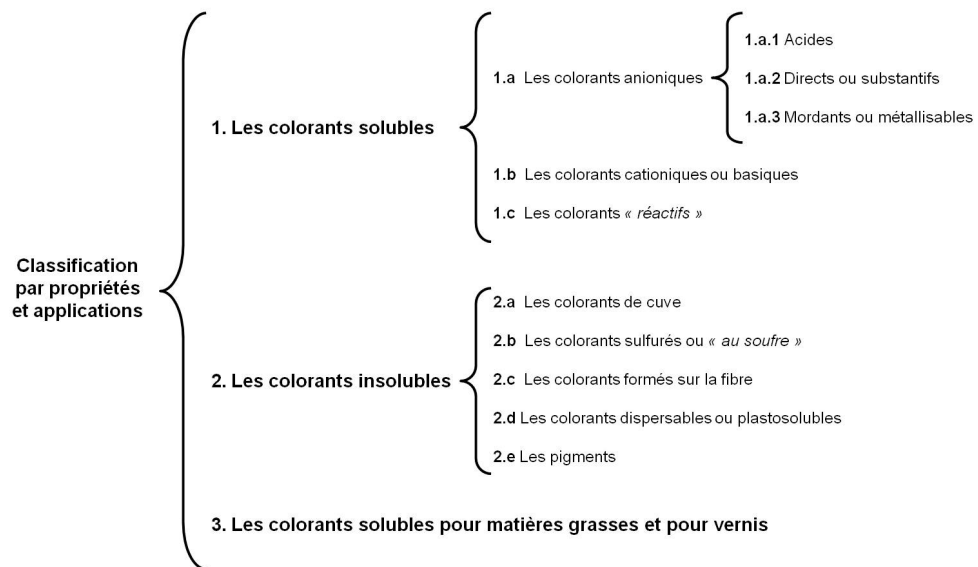 Classification
par propriétés
et applications
1. Les colorants solubles
1.a Les colorants anioniques
1.a.1 Acides
1.a.2 Directs ou substantifs
1.a.3 Mordants ou métallisables
1.b Les colorants cationiques ou basiques
1.c Les colorants « réactifs »
2. Les colorants insolubles
2.a Les colorants de cuve
2.b Les colorants sulfurés ou « au soufre »
2.c Les colorants formés sur la fibre
2.d Les colorants dispersables ou plastosolubles
2.e Les pigments
3. Les colorants solubles pour matières grasses et pour vernis